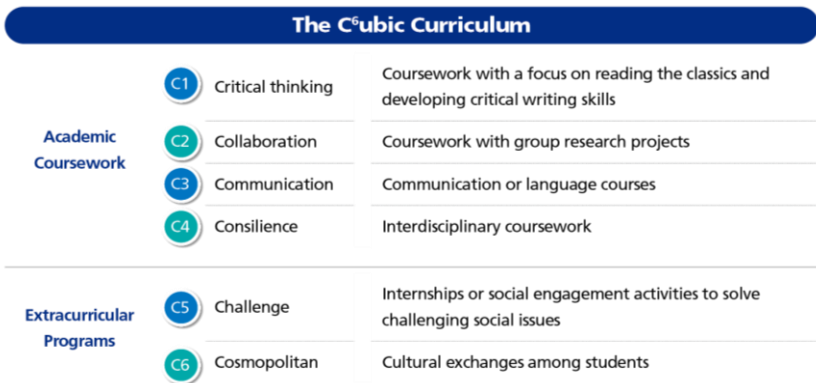 The C⁶ubic Curriculum
Academic
Coursework
C1 Critical thinking
Coursework with a focus on reading the classics and
developing critical writing skills
C2 Collaboration Coursework with group research projects
C3 Communication Communication or language courses
C4 Consilience Interdisciplinary coursework
Extracurricular
Programs
C5 Challenge
Internships or social engagement activities to solve
challenging social issues
C6 Cosmopolitan Cultural exchanges among students